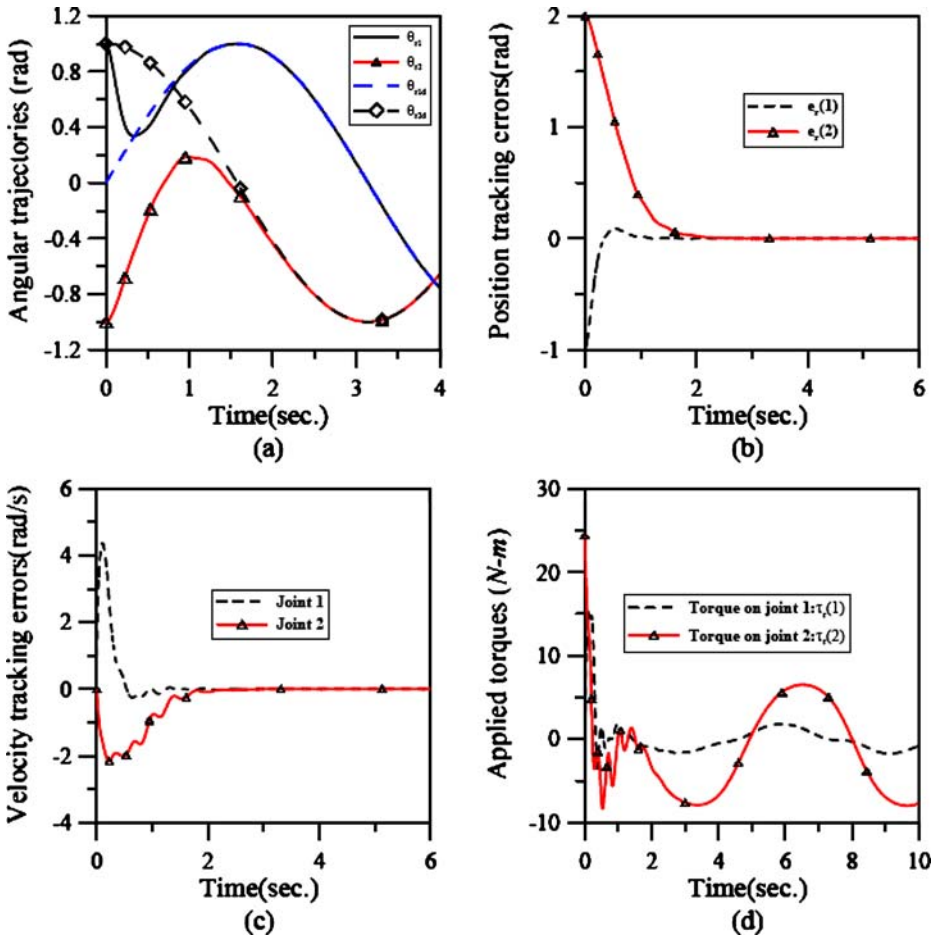 Angular trajectories (rad)
1.2
0.8
0.4
0
-0.4
-0.8
-1.2
θr1
θr2
θr1d
θr2d
0 1 2 3 4
Time(sec.)
(a)
Position tracking errors(rad)
2
1
0
-1
er(1)
er(2)
0 2 4 6
Time(sec.)
(b)
Velocity tracking errors(rad/s)
6
4
2
0
-2
-4
Joint 1
Joint 2
0 2 4 6
Time(sec.)
(c)
Applied torques (N-m)
30
20
10
0
-10
Torque on joint 1:τr(1)
Torque on joint 2:τr(2)
0 2 4 6 8 10
Time(sec.)
(d)